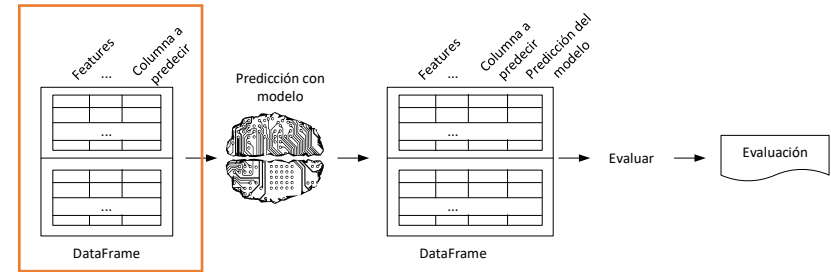 Features
...
Columna a
predecir
...
...
DataFrame
Predicción con
modelo
Features
...
Columna a
predecir
Predicción del
modelo
...
...
DataFrame
Evaluar
Evaluación